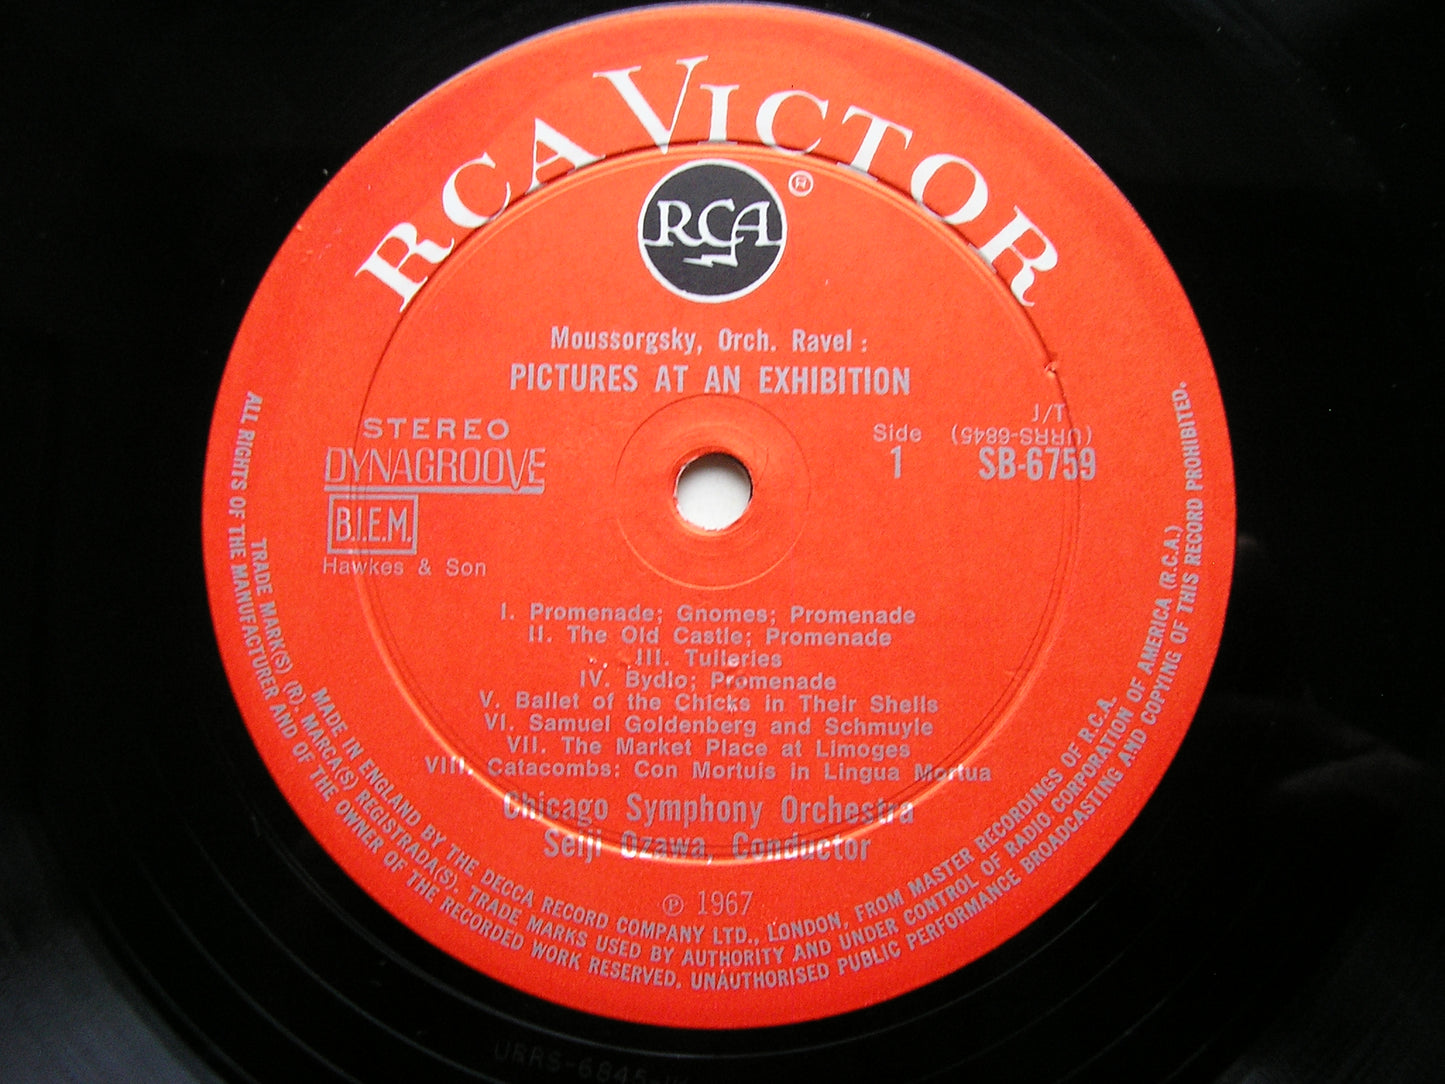 RCA VICTOR
RCA ®
Moussorgsky, Orch. Ravel :
PICTURES AT AN EXHIBITION
STEREO
DYNAGROOVE
B.I.E.M.
Hawkes & Son
J/T
Side (URRS-6845)
1 SB-6759
I. Promenade; Gnomes; Promenade
II. The Old Castle; Promenade
III. Tuileries
IV. Bydlo; Promenade
V. Ballet of the Chicks in Their Shells
VI. Samuel Goldenberg and Schmuyle
VII. The Market Place at Limoges
VIII. Catacombs: Con Mortuis in Lingua Mortua
Chicago Symphony Orchestra
Seiji Ozawa, Conductor
℗ 1967
MADE IN ENGLAND BY THE DECCA RECORD COMPANY LTD., LONDON, FROM MASTER RECORDINGS OF R.C.A.
TRADE MARK(S) (R). MARCA(S) REGISTRADA(S). TRADE MARKS USED BY AUTHORITY AND UNDER CONTROL OF RADIO CORPORATION OF AMERICA (R.C.A.)
ALL RIGHTS OF THE MANUFACTURER AND OF THE OWNER OF THE RECORDED WORK RESERVED. UNAUTHORISED PUBLIC PERFORMANCE BROADCASTING AND COPYING OF THIS RECORD PROHIBITED.
URRS-6845